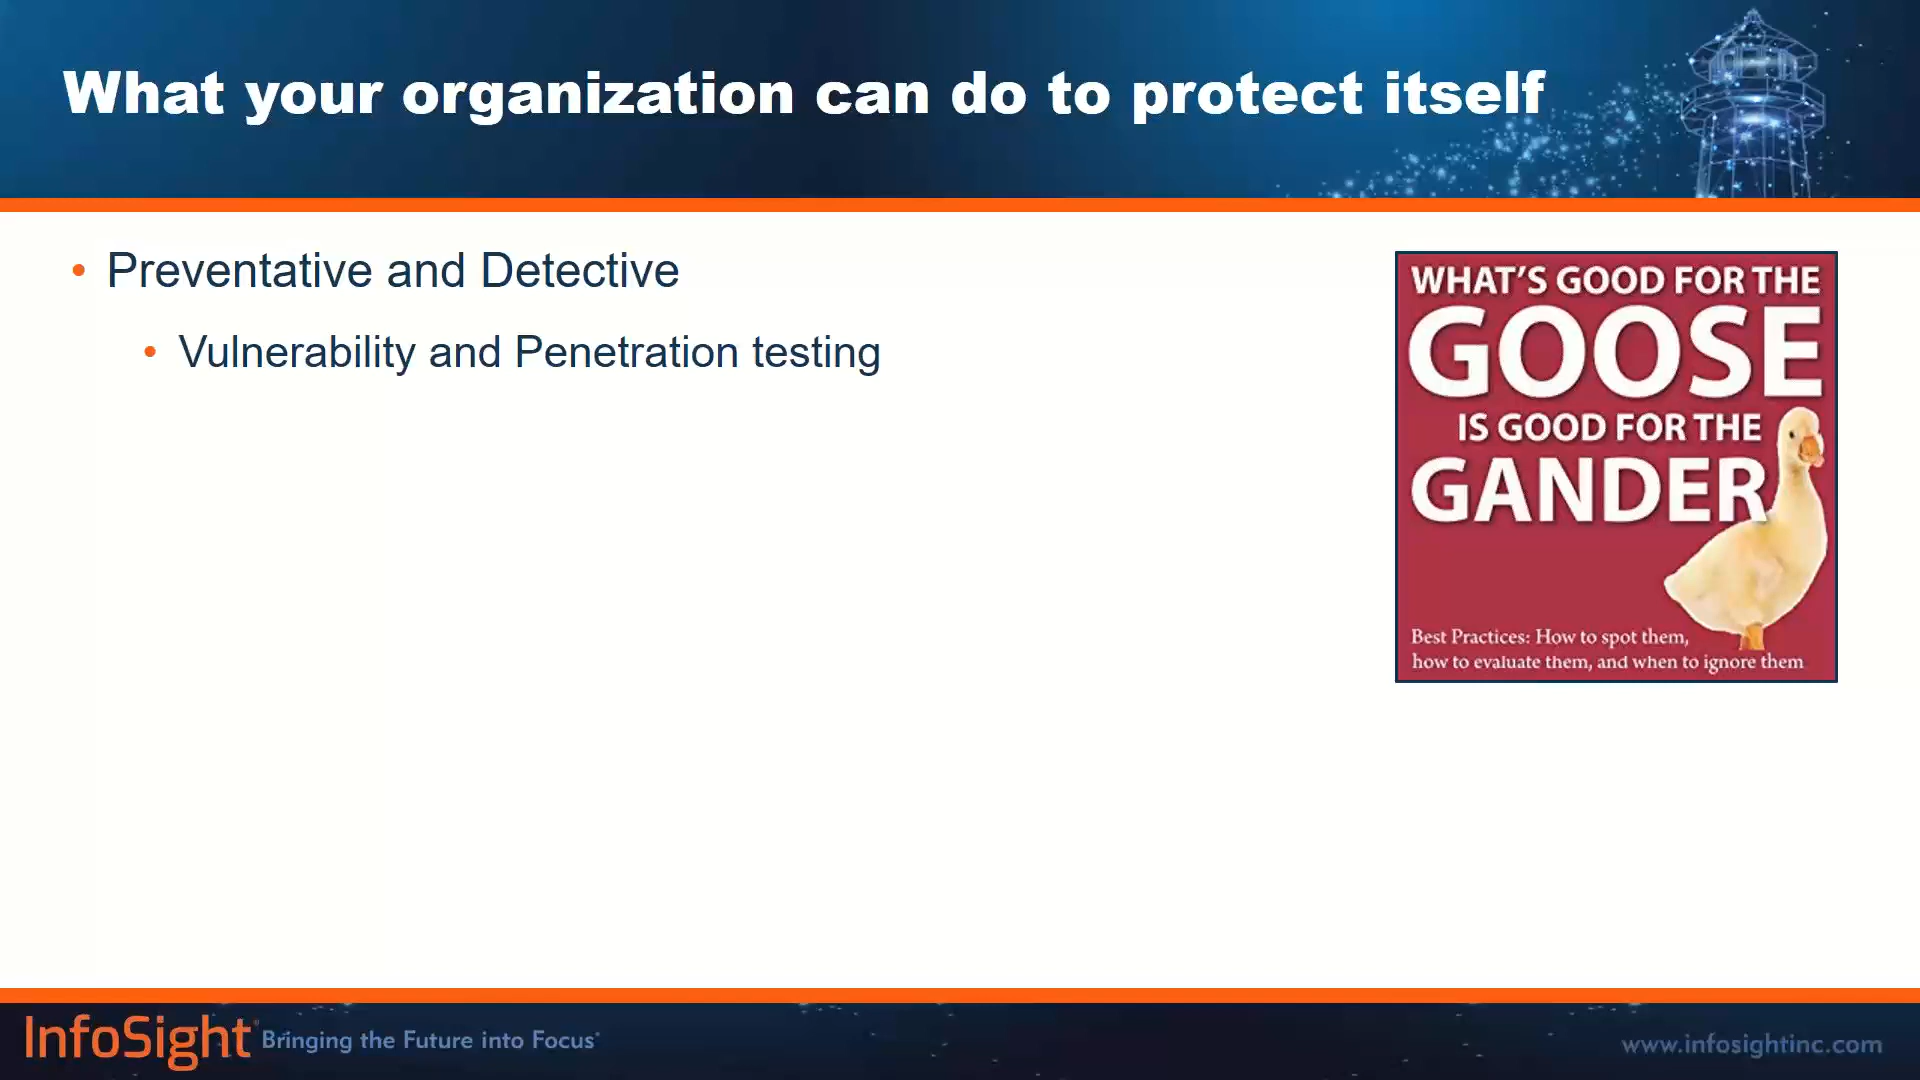 What your organization can do to protect itself
• Preventative and Detective
• Vulnerability and Penetration testing
WHAT'S GOOD FOR THE
GOOSE
IS GOOD FOR THE
GANDER
Best Practices: How to spot them,
how to evaluate them, and when to ignore them
InfoSight® Bringing the Future into Focus®
www.infosightinc.com